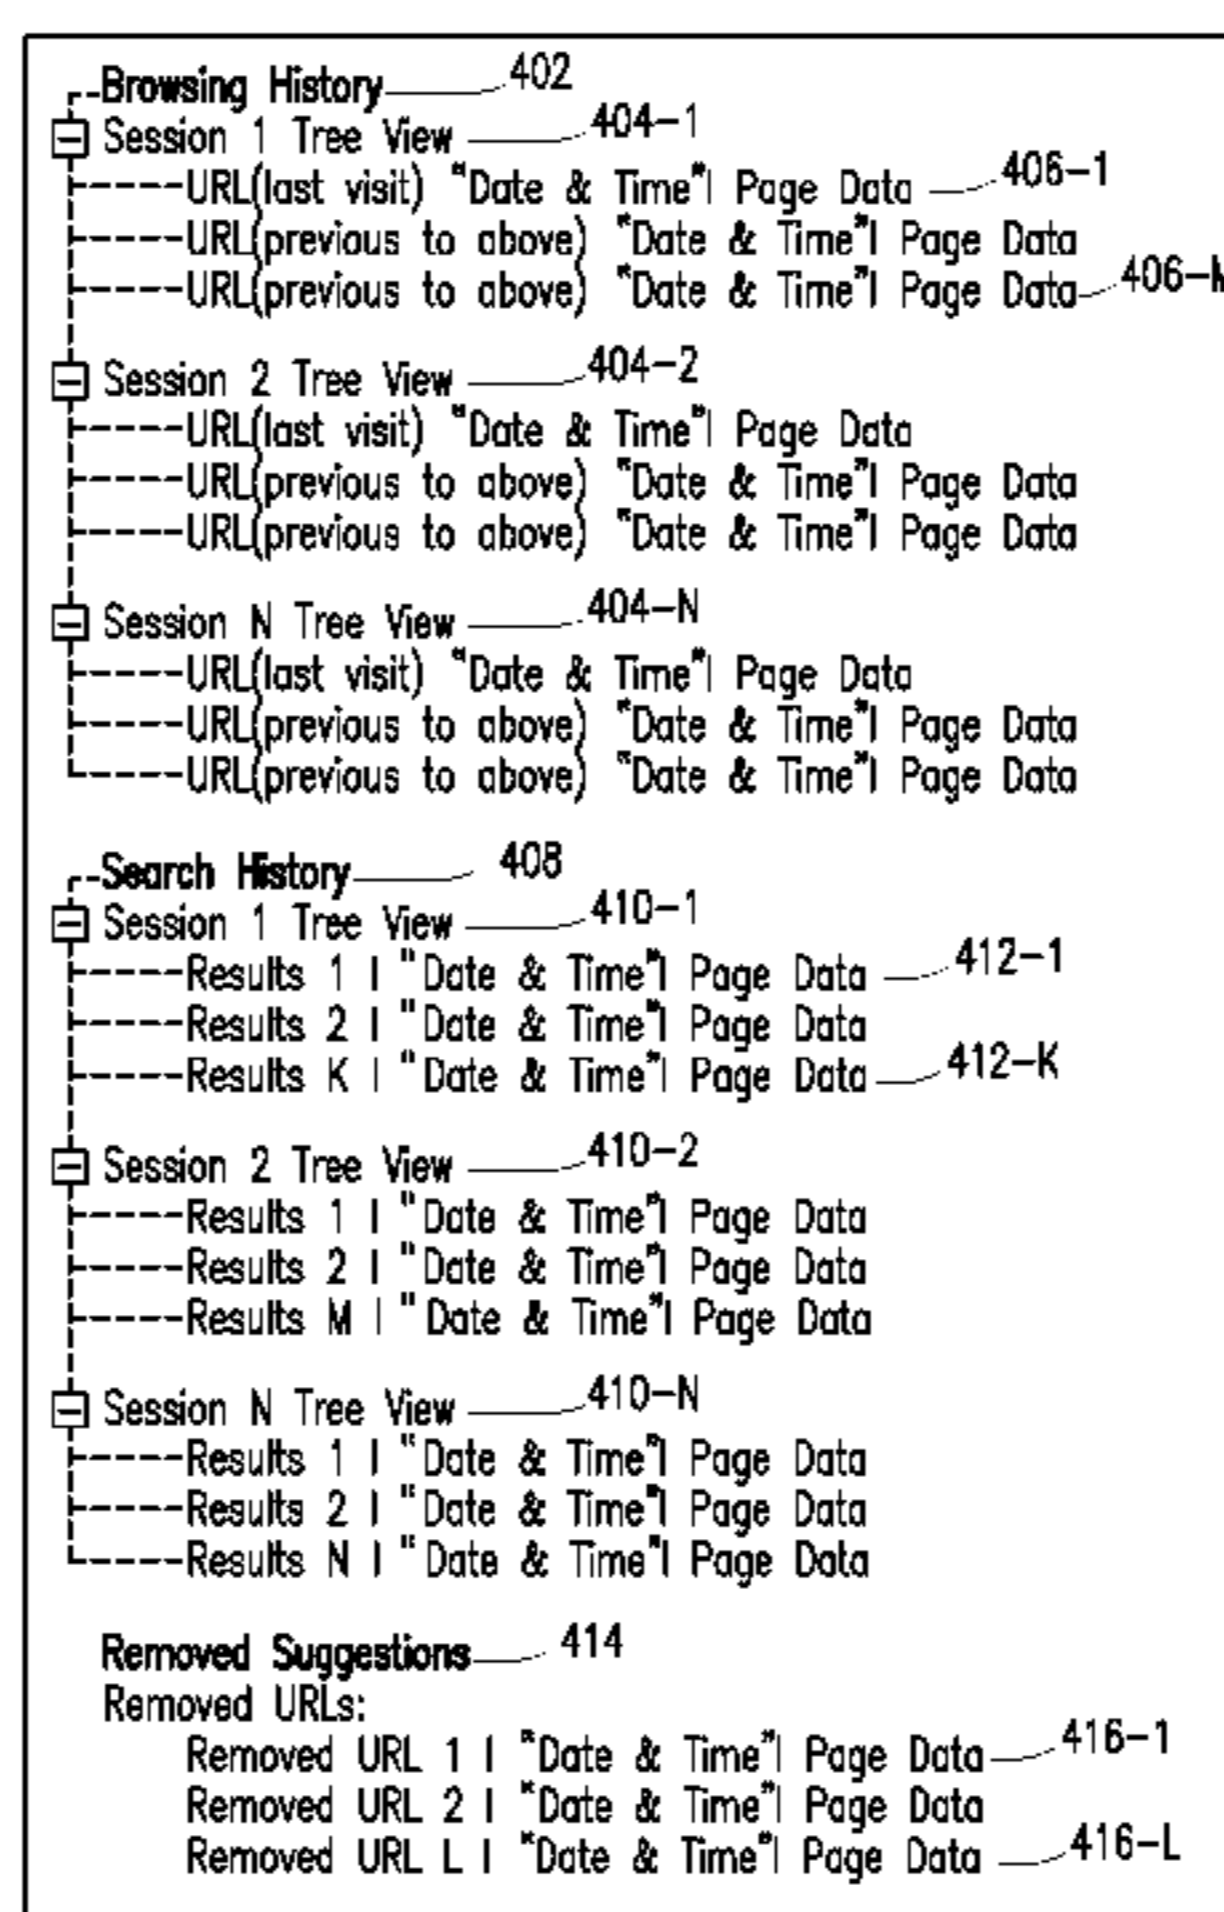 Browsing History 402
Session 1 Tree View 404-1
URL(last visit) "Date & Time"| Page Data 406-1
URL(previous to above) "Date & Time"| Page Data
URL(previous to above) "Date & Time"| Page Data
Session 2 Tree View 404-2
URL(last visit) "Date & Time"| Page Data
URL(previous to above) "Date & Time"| Page Data
URL(previous to above) "Date & Time"| Page Data
Session N Tree View 404-N
URL(last visit) "Date & Time"| Page Data
URL(previous to above) "Date & Time"| Page Data
URL(previous to above) "Date & Time"| Page Data
Search History 408
Session 1 Tree View 410-1
Results 1 | "Date & Time"| Page Data 412-1
Results 2 | "Date & Time"| Page Data
Results K | "Date & Time"| Page Data 412-K
Session 2 Tree View 410-2
Results 1 | "Date & Time"| Page Data
Results 2 | "Date & Time"| Page Data
Results M | "Date & Time"| Page Data
Session N Tree View 410-N
Results 1 | "Date & Time"| Page Data
Results 2 | "Date & Time"| Page Data
Results N | "Date & Time"| Page Data
Removed Suggestions 414
Removed URLs:
Removed URL 1 | "Date & Time"| Page Data 416-1
Removed URL 2 | "Date & Time"| Page Data
Removed URL L | "Date & Time"| Page Data 416-L